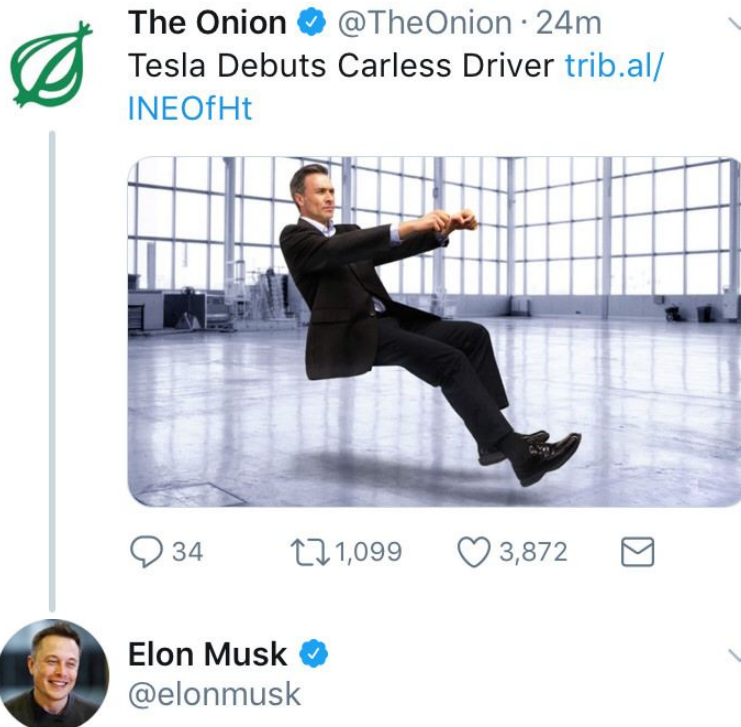 The Onion @TheOnion · 24m
Tesla Debuts Carless Driver trib.al/
INEOfHt
34 1,099 3,872
Elon Musk
@elonmusk